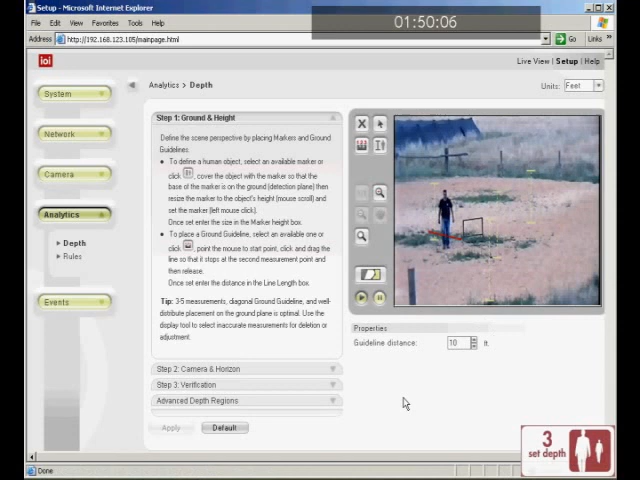 Setup - Microsoft Internet Explorer
01:50:06
File Edit View Favorites Tools Help
Address http://192.168.123.105/mainpage.html Go Links »
ioi
Live View | Setup | Help
Analytics > Depth
Units: Feet
System
Network
Camera
Analytics
Depth
Rules
Events
Step 1: Ground & Height
Define the scene perspective by placing Markers and Ground
Guidelines.
To define a human object, select an available marker or
click , cover the object with the marker so that the
base of the marker is on the ground (detection plane) then
resize the marker to the object's height (mouse scroll) and
set the marker (left mouse click).
Once set enter the size in the Marker height box.
To place a Ground Guideline, select an available one or
click , point the mouse to start point, click and drag the
line so that it stops at the second measurement point and
then release.
Once set enter the distance in the Line Length box.
Tip: 3-5 measurements, diagonal Ground Guideline, and well-
distribute placement on the ground plane is optimal. Use the
display tool to select inaccurate measurements for deletion or
adjustment.
Step 2: Camera & Horizon
Step 3: Verification
Advanced Depth Regions
Apply Default
Properties
Guideline distance: 10 ft.
3
set depth
Done